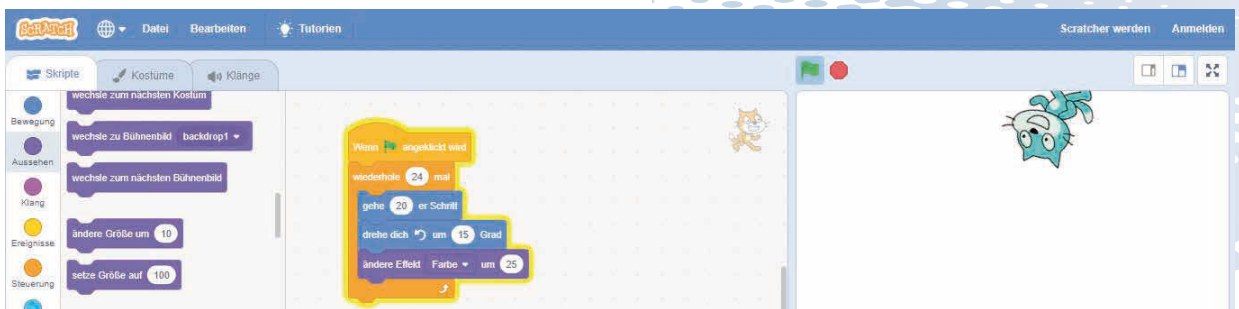 SCRATCH Datei Bearbeiten Tutorien Scratcher werden Anmelden
Skripte Kostüme Klänge
Bewegung
Aussehen
Klang
Ereignisse
Steuerung
wechsle zum nächsten Kostüm
wechsle zu Bühnenbild backdrop1
wechsle zum nächsten Bühnenbild
ändere Größe um 10
setze Größe auf 100
Wenn angeklickt wird
wiederhole 24 mal
gehe 20 er Schritt
drehe dich um 15 Grad
ändere Effekt Farbe um 25